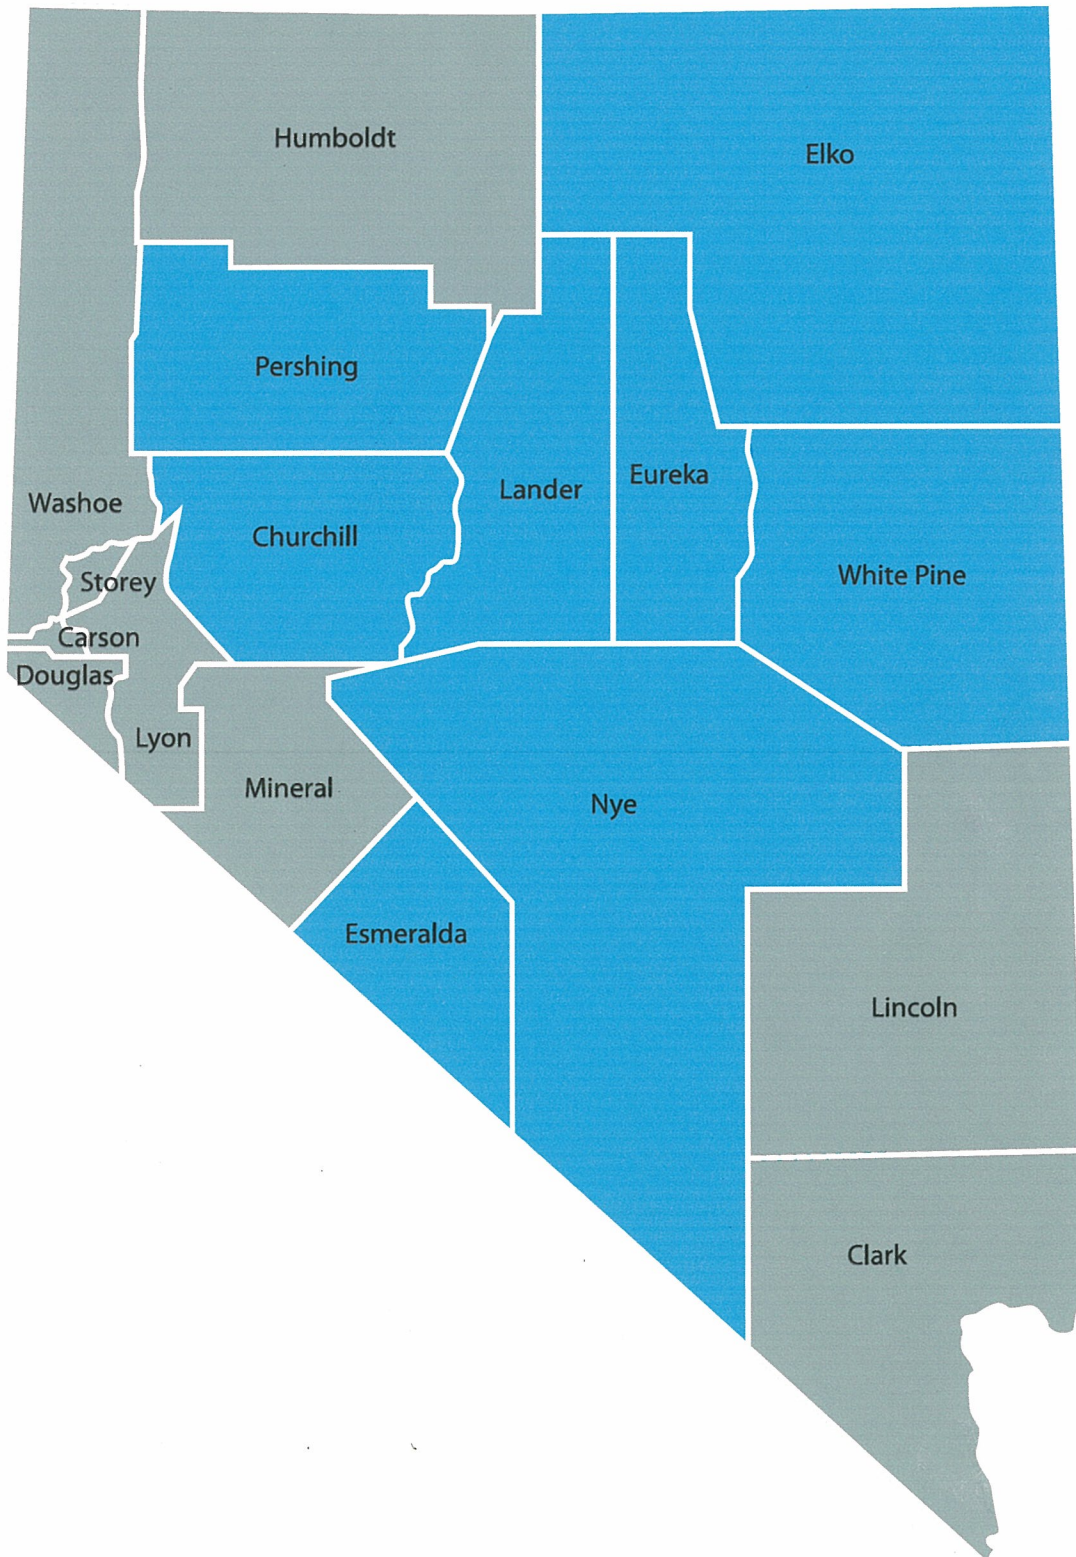 Humboldt
Elko
Pershing
Eureka
Lander
Washoe
Churchill
White Pine
Storey
Carson
Douglas
Lyon
Mineral
Nye
Esmeralda
Lincoln
Clark